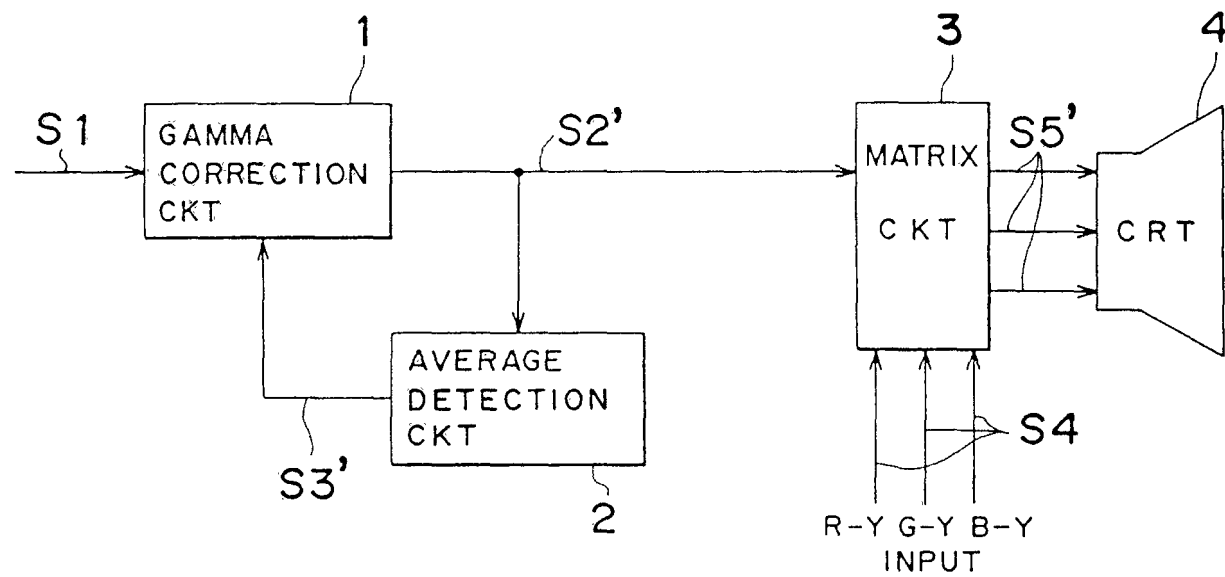 1
3
4
S1
GAMMA
CORRECTION
CKT
S2'
MATRIX
CKT
S5'
CRT
AVERAGE
DETECTION
CKT
S3'
2
S4
R-Y G-Y B-Y
INPUT